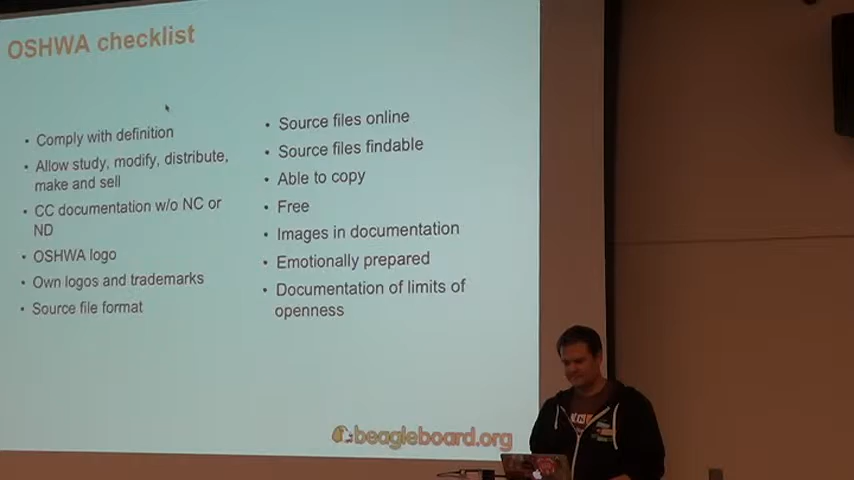 OSHWA checklist
Comply with definition
Allow study, modify, distribute,
make and sell
CC documentation w/o NC or
ND
OSHWA logo
Own logos and trademarks
Source file format
Source files online
Source files findable
Able to copy
Free
Images in documentation
Emotionally prepared
Documentation of limits of
openness
beagleboard.org